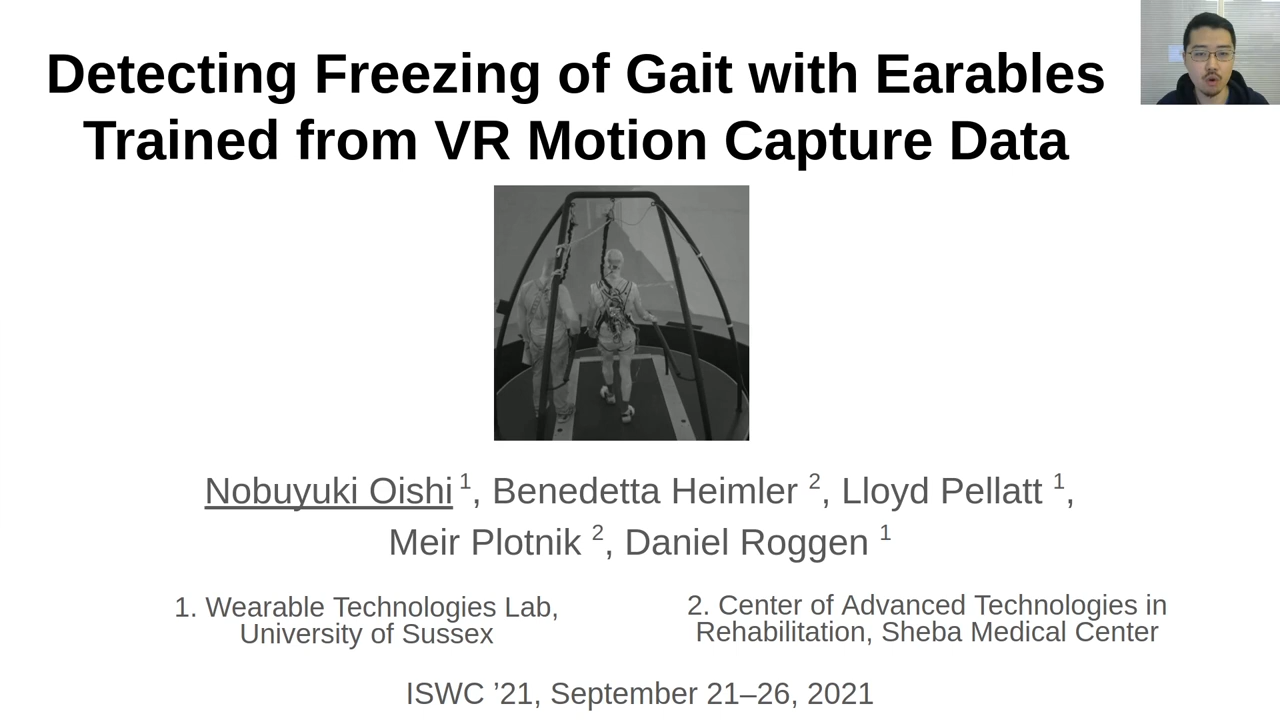 Detecting Freezing of Gait with Earables
Trained from VR Motion Capture Data
Nobuyuki Oishi 1, Benedetta Heimler 2, Lloyd Pellatt 1,
Meir Plotnik 2, Daniel Roggen 1
1. Wearable Technologies Lab,
University of Sussex
2. Center of Advanced Technologies in
Rehabilitation, Sheba Medical Center
ISWC ’21, September 21–26, 2021